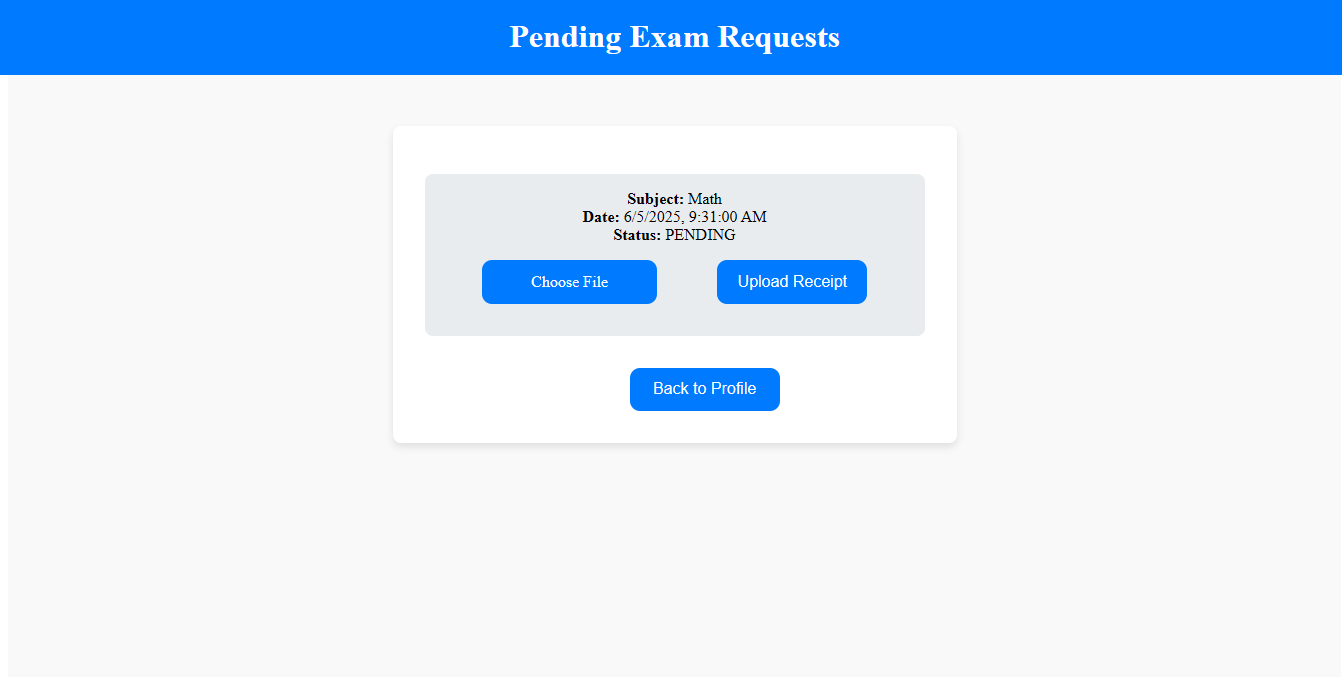 Pending Exam Requests
Subject: Math
Date: 6/5/2025, 9:31:00 AM
Status: PENDING
Choose File
Upload Receipt
Back to Profile